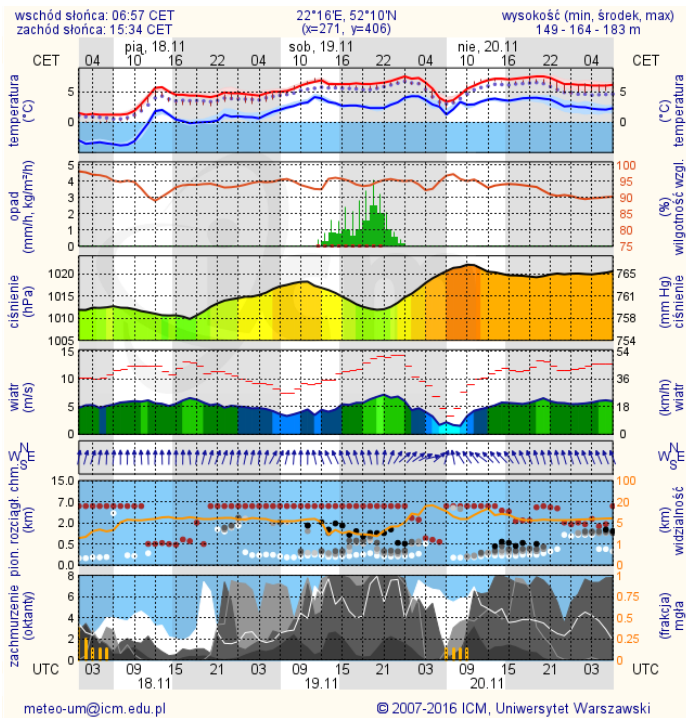 wschód słońca: 06:57 CET 22°16'E, 52°10'N wysokość (min, środek, max)
zachód słońca: 15:34 CET (x=271, y=406) 149 - 164 - 183 m
pią, 18.11 sob, 19.11 nie, 20.11
CET 04 10 16 22 04 10 16 22 04 10 16 22 CET
temperatura (°C) 5 0 5 0 temperatura (°C)
opad (mm/h, kg/m²/h) 5 4 3 2 1 0 100 95 90 85 80 75 (%) wilgotność wzgl.
ciśnienie (hPa) 1020 1015 1010 1005 765 761 758 754 (mm Hg) ciśnienie
wiatr (m/s) 15 10 5 0 54 36 18 0 (km/h) wiatr
N W E S N W E S
pion. rozciągł. chm. (km) 15.0 7.0 2.0 0.5 0.0 100 20 5 1 0 (km) widzialność
zachmurzenie (oktanty) 8 6 4 2 0 1 0.75 0.5 0.25 0 (frakcja) mgła
UTC 03 09 15 21 03 09 15 21 03 09 15 21 UTC
18.11 19.11 20.11
meteo-um@icm.edu.pl © 2007-2016 ICM, Uniwersytet Warszawski